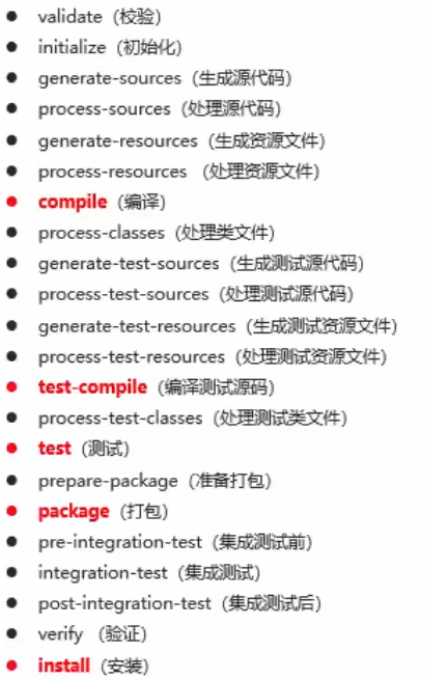 ● validate（校验）
● initialize（初始化）
● generate-sources（生成源代码）
● process-sources（处理源代码）
● generate-resources（生成资源文件）
● process-resources （处理资源文件）
● compile（编译）
● process-classes（处理类文件）
● generate-test-sources（生成测试源代码）
● process-test-sources（处理测试源代码）
● generate-test-resources（生成测试资源文件）
● process-test-resources（处理测试资源文件）
● test-compile（编译测试源码）
● process-test-classes（处理测试类文件）
● test（测试）
● prepare-package（准备打包）
● package（打包）
● pre-integration-test（集成测试前）
● integration-test（集成测试）
● post-integration-test（集成测试后）
● verify （验证）
● install（安装）